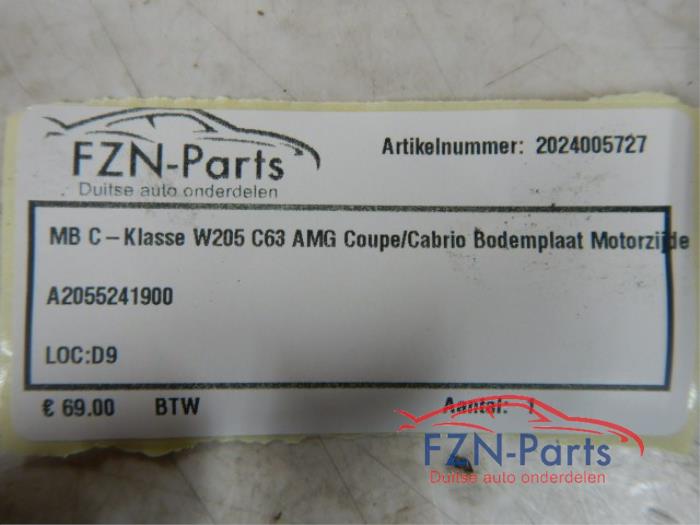 FZN-Parts
Duitse auto onderdelen
Artikelnummer: 2024005727
MB C-Klasse W205 C63 AMG Coupe/Cabrio Bodemplaat Motorzijde
A2055241900
LOC:D9
€ 69.00 BTW Aantal: 1
FZN-Parts
Duitse auto onderdelen